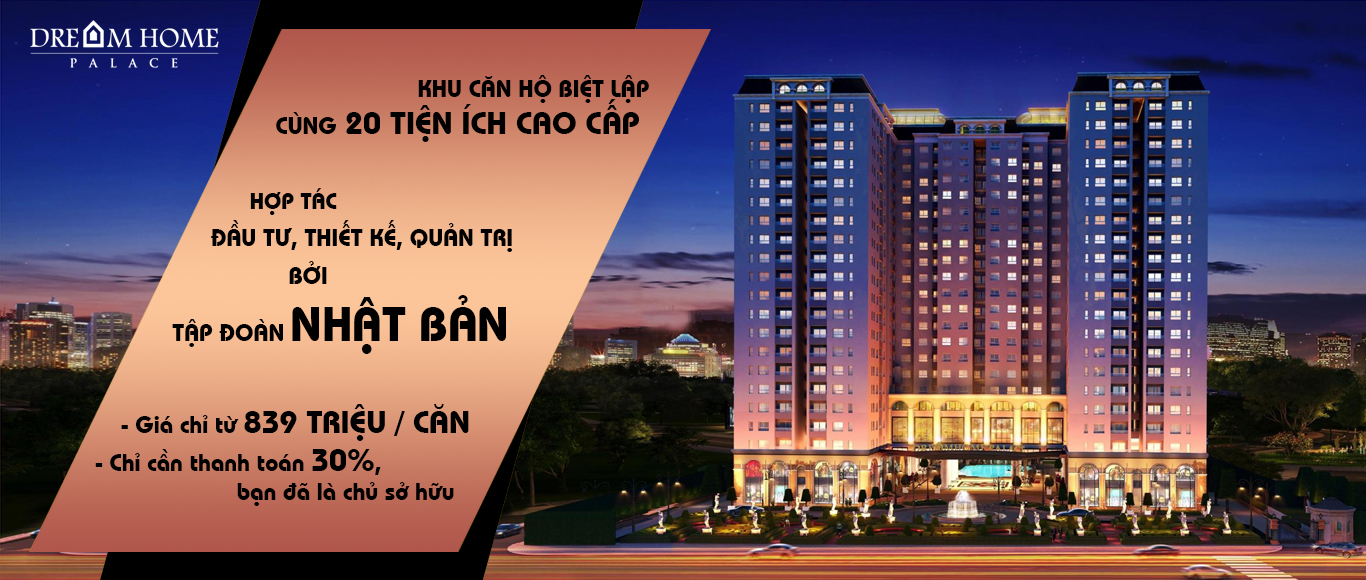 DREAM HOME
PALACE
KHU CĂN HỘ BIỆT LẬP
CÙNG 20 TIỆN ÍCH CAO CẤP
HỢP TÁC
ĐẦU TƯ, THIẾT KẾ, QUẢN TRỊ
BỞI
TẬP ĐOÀN NHẬT BẢN
- Giá chỉ từ 839 TRIỆU / CĂN
- Chỉ cần thanh toán 30%,
bạn đã là chủ sở hữu